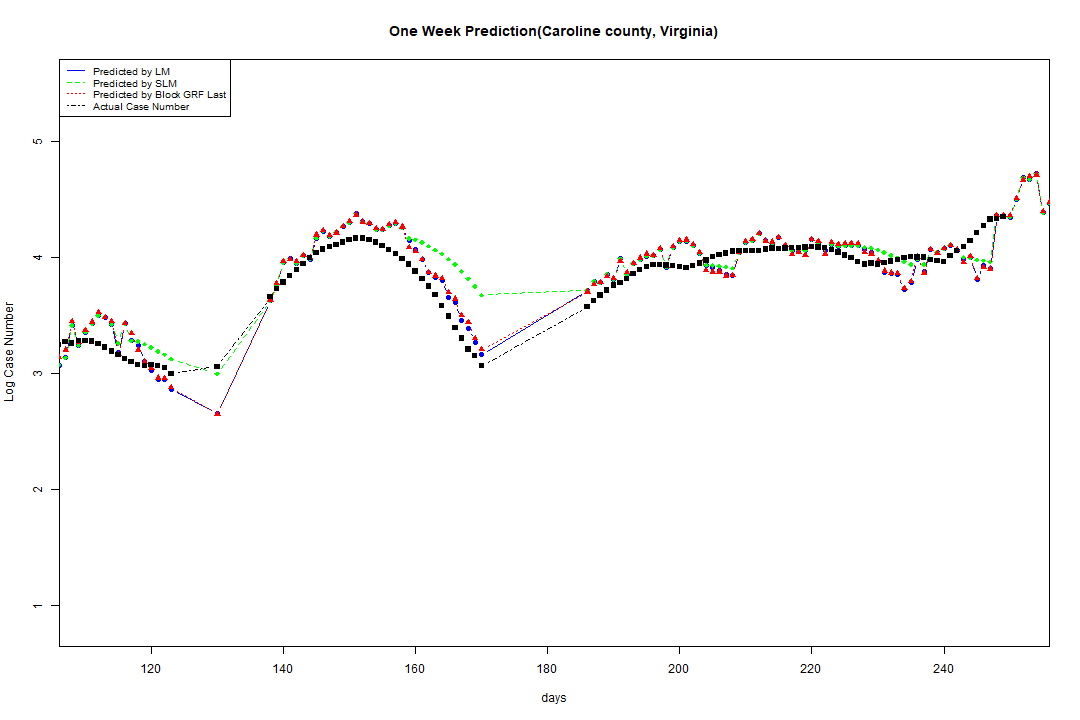 One Week Prediction(Caroline county, Virginia)
Predicted by LM
Predicted by SLM
Predicted by Block GRF Last
Actual Case Number
Log Case Number
5
4
3
2
1
120 140 160 180 200 220 240
days